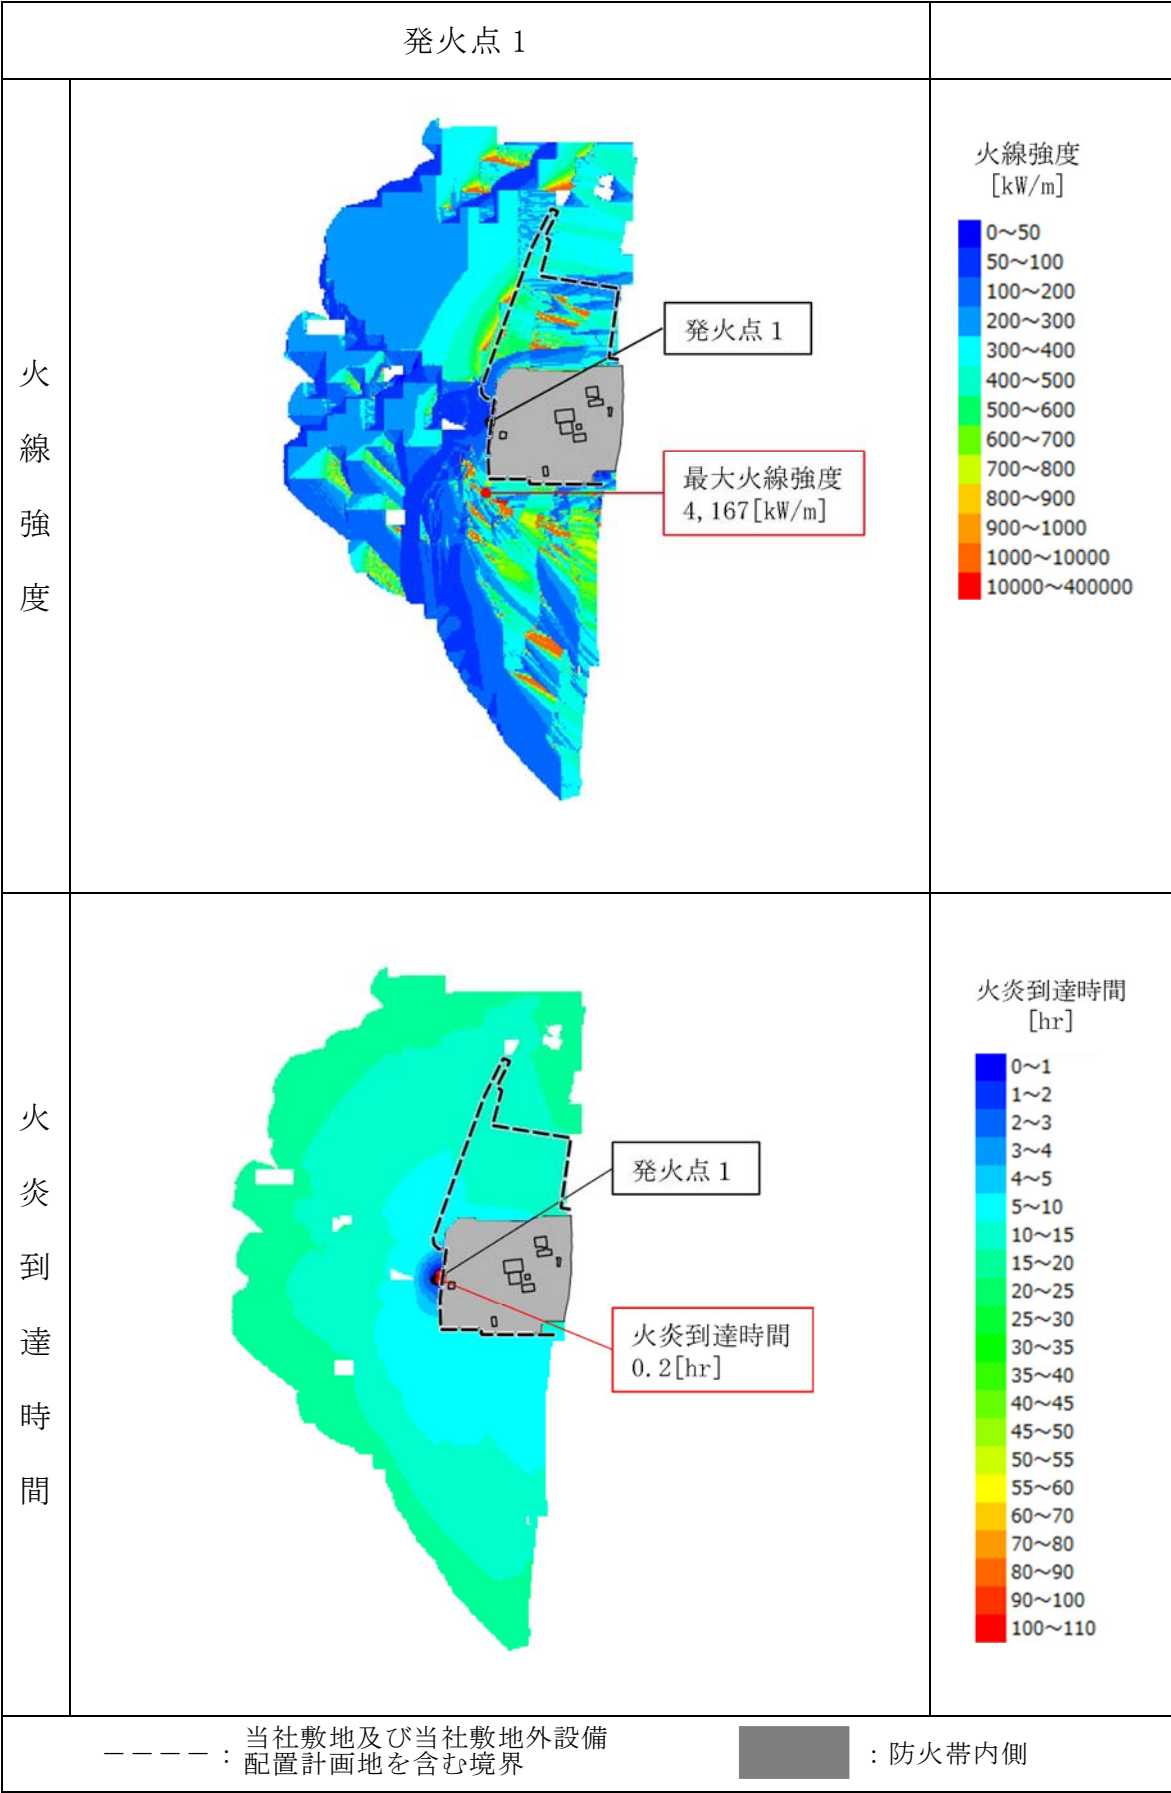 発火点 1
火線強度
火線強度
[kW/m]
0～50
50～100
100～200
200～300
300～400
400～500
500～600
600～700
700～800
800～900
900～1000
1000～10000
10000～400000
発火点 1
最大火線強度
4,167[kW/m]
火炎到達時間
火炎到達時間
[hr]
0～1
1～2
2～3
3～4
4～5
5～10
10～15
15～20
20～25
25～30
30～35
35～40
40～45
45～50
50～55
55～60
60～70
70～80
80～90
90～100
100～110
発火点 1
火炎到達時間
0.2[hr]
－－－－：当社敷地及び当社敷地外設備
配置計画地を含む境界
：防火帯内側